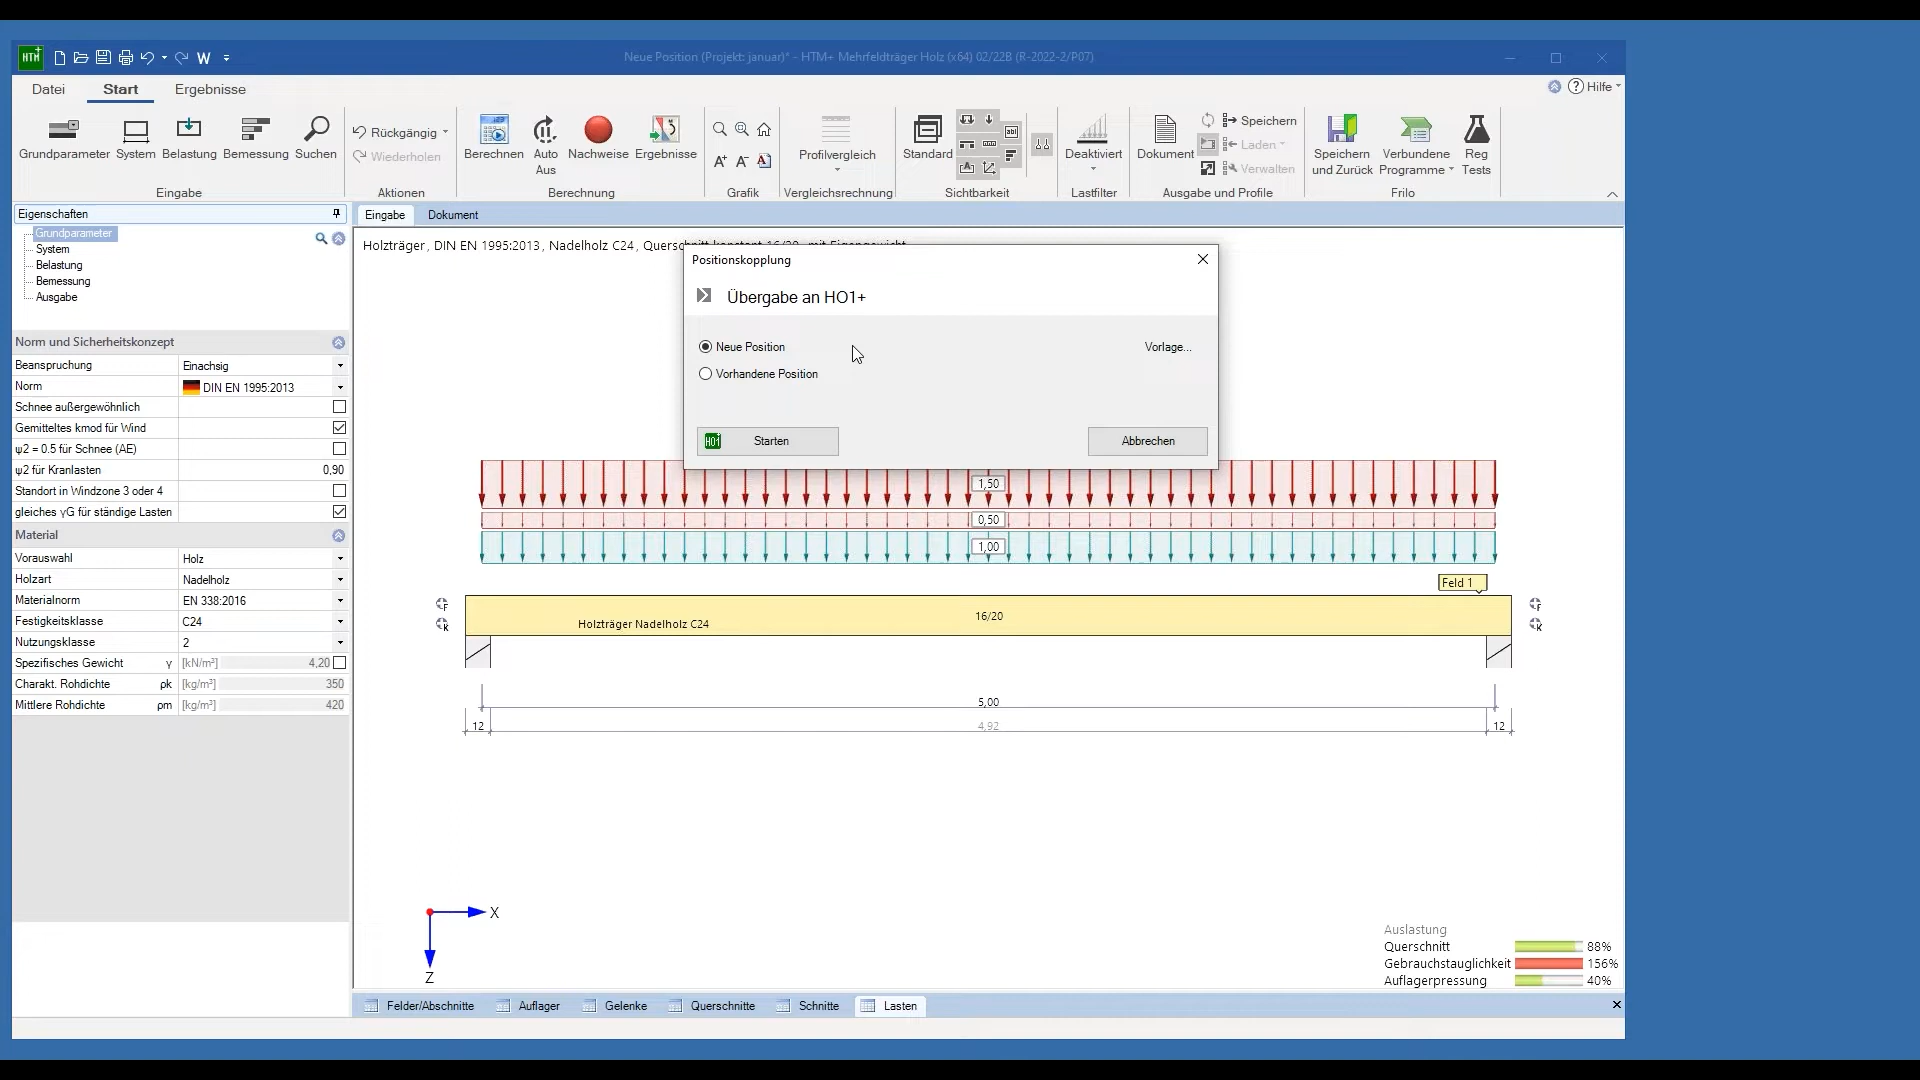 HTM+
W
Neue Position (Projekt: januar)* - HTM+ Mehrfeldträger Holz (x64) 02/22B (R-2022-2/P07)
Datei
Start
Ergebnisse
Hilfe
Grundparameter
System
Belastung
Bemessung
Suchen
Eingabe
Rückgängig
Wiederholen
Aktionen
Berechnen
Auto
Aus
Nachweise
Ergebnisse
Berechnung
Grafik
Profilvergleich
Vergleichsrechnung
Standard
Sichtbarkeit
Deaktiviert
Lastfilter
Dokument
Speichern
Laden
Verwalten
Ausgabe und Profile
Speichern
und Zurück
Verbundene
Programme
Reg
Tests
Frilo
Eigenschaften
Grundparameter
System
Belastung
Bemessung
Ausgabe
Eingabe
Dokument
Holzträger, DIN EN 1995:2013, Nadelholz C24, Querschnitt konstant 16/20, mit Eigengewicht
Positionskopplung
Übergabe an HO1+
Neue Position
Vorlage...
Vorhandene Position
HO1+
Starten
Abbrechen
Norm und Sicherheitskonzept
Beanspruchung Einachsig
Norm DIN EN 1995:2013
Schnee außergewöhnlich
Gemitteltes kmod für Wind
ψ2 = 0.5 für Schnee (AE)
ψ2 für Kranlasten 0,90
Standort in Windzone 3 oder 4
gleiches γG für ständige Lasten
Material
Vorauswahl Holz
Holzart Nadelholz
Materialnorm EN 338:2016
Festigkeitsklasse C24
Nutzungsklasse 2
Spezifisches Gewicht γ [kN/m³] 4,20
Charakt. Rohdichte ρk [kg/m³] 350
Mittlere Rohdichte ρm [kg/m³] 420
1,50
0,50
1,00
Feld 1
F
K
16/20
Holzträger Nadelholz C24
F
K
5,00
12
4,92
12
X
Z
Auslastung
Querschnitt 88%
Gebrauchstauglichkeit 156%
Auflagerpressung 40%
Felder/Abschnitte
Auflager
Gelenke
Querschnitte
Schnitte
Lasten